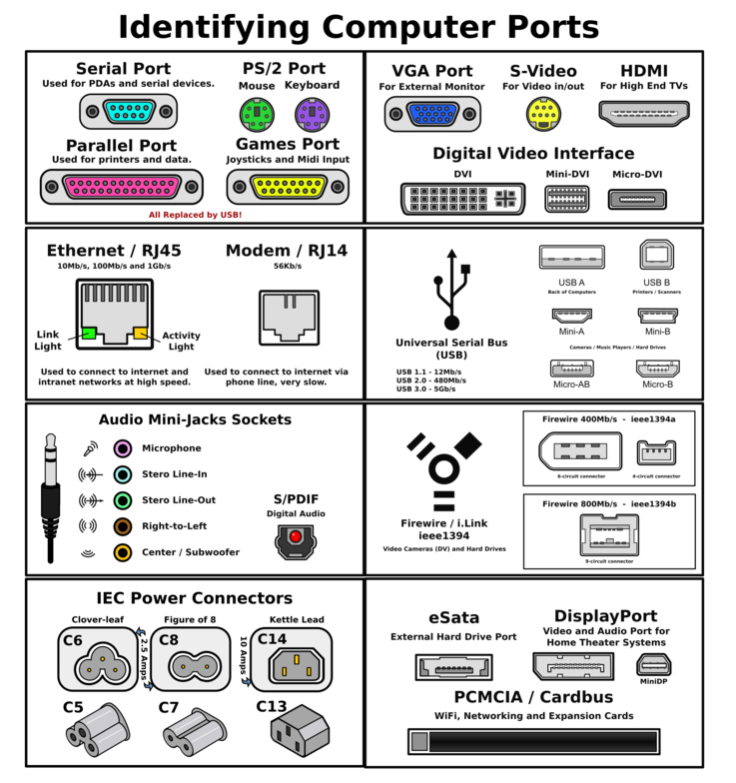 Identifying Computer Ports
Serial Port
Used for PDAs and serial devices.
PS/2 Port
Mouse Keyboard
Parallel Port
Used for printers and data.
Games Port
Joysticks and Midi Input
All Replaced by USB!
VGA Port
For External Monitor
S-Video
For Video in/out
HDMI
For High End TVs
Digital Video Interface
DVI
Mini-DVI
Micro-DVI
Ethernet / RJ45
10Mb/s, 100Mb/s and 1Gb/s
Link
Light
Activity
Light
Used to connect to internet and
intranet networks at high speed.
Modem / RJ14
56Kb/s
Used to connect to internet via
phone line, very slow.
Universal Serial Bus
(USB)
USB 1.1 - 12Mb/s
USB 2.0 - 480Mb/s
USB 3.0 - 5Gb/s
USB A
Back of Computers
USB B
Printers / Scanners
Mini-A
Mini-B
Cameras / Music Players / Hard Drives
Micro-AB
Micro-B
Audio Mini-Jacks Sockets
Microphone
Stero Line-In
Stero Line-Out
Right-to-Left
Center / Subwoofer
S/PDIF
Digital Audio
Firewire / i.Link
ieee1394
Video Cameras (DV) and Hard Drives
Firewire 400Mb/s - ieee1394a
6-circuit connector
4-circuit connector
Firewire 800Mb/s - ieee1394b
9-circuit connector
IEC Power Connectors
Clover-leaf
Figure of 8
Kettle Lead
C6
2.5 Amps
C8
10 Amps
C14
C5
C7
C13
eSata
External Hard Drive Port
DisplayPort
Video and Audio Port for
Home Theater Systems
MiniDP
PCMCIA / Cardbus
WiFi, Networking and Expansion Cards